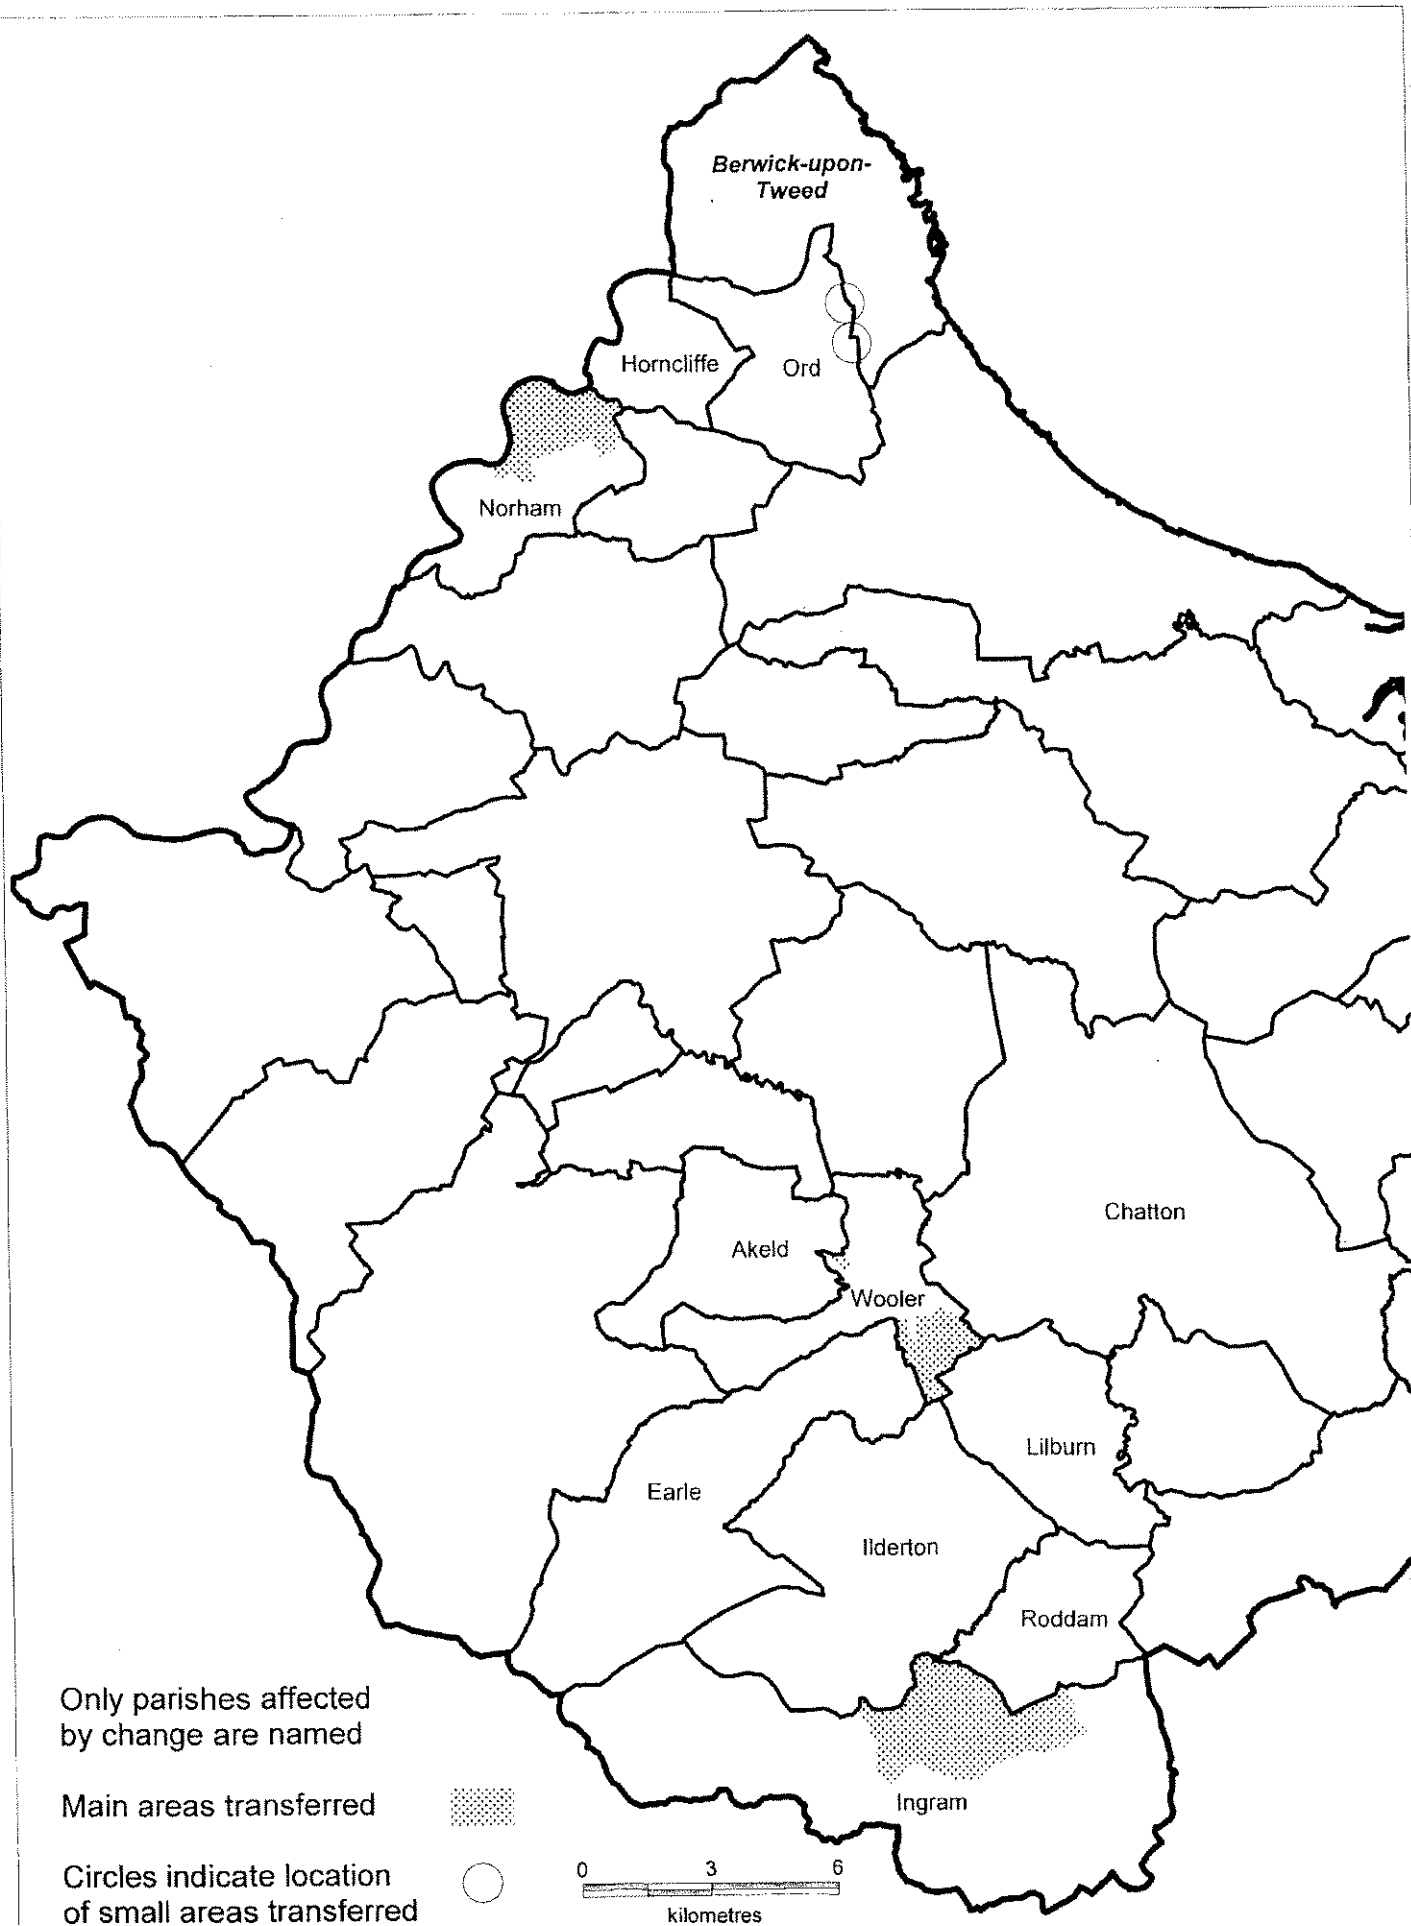 Berwick-upon-
Tweed
Horncliffe
Ord
Norham
Chatton
Akeld
Wooler
Lilburn
Earle
Ilderton
Roddam
Ingram
Only parishes affected
by change are named
Main areas transferred
Circles indicate location
of small areas transferred
0 3 6
kilometres